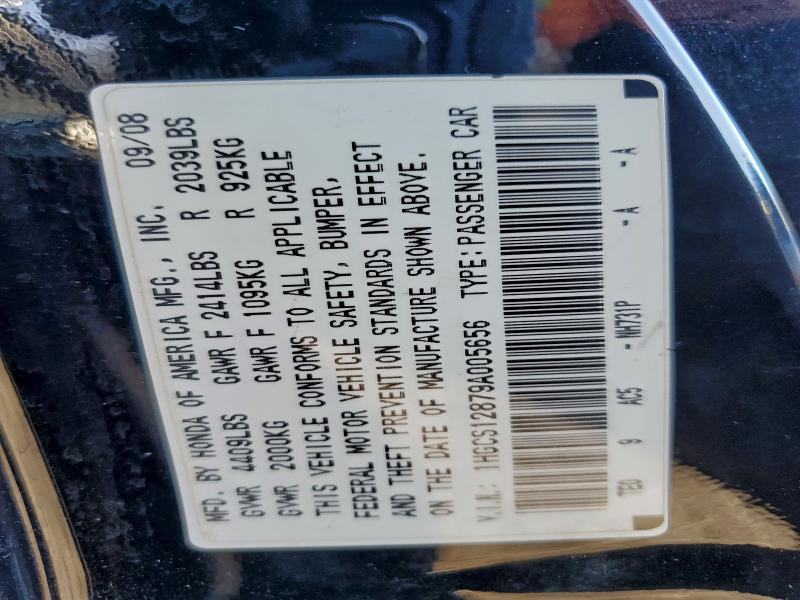 MFD. BY HONDA OF AMERICA MFG., INC. 09/08
GVWR 4409LBS GAWR F 2414LBS R 2039LBS
GVWR 2000KG GAWR F 1095KG R 925KG
THIS VEHICLE CONFORMS TO ALL APPLICABLE
FEDERAL MOTOR VEHICLE SAFETY, BUMPER,
AND THEFT PREVENTION STANDARDS IN EFFECT
ON THE DATE OF MANUFACTURE SHOWN ABOVE.
V.I.N.: 1HGCS12879A005656 TYPE:PASSENGER CAR
TE0 9 AC5 -NH731P -A -A